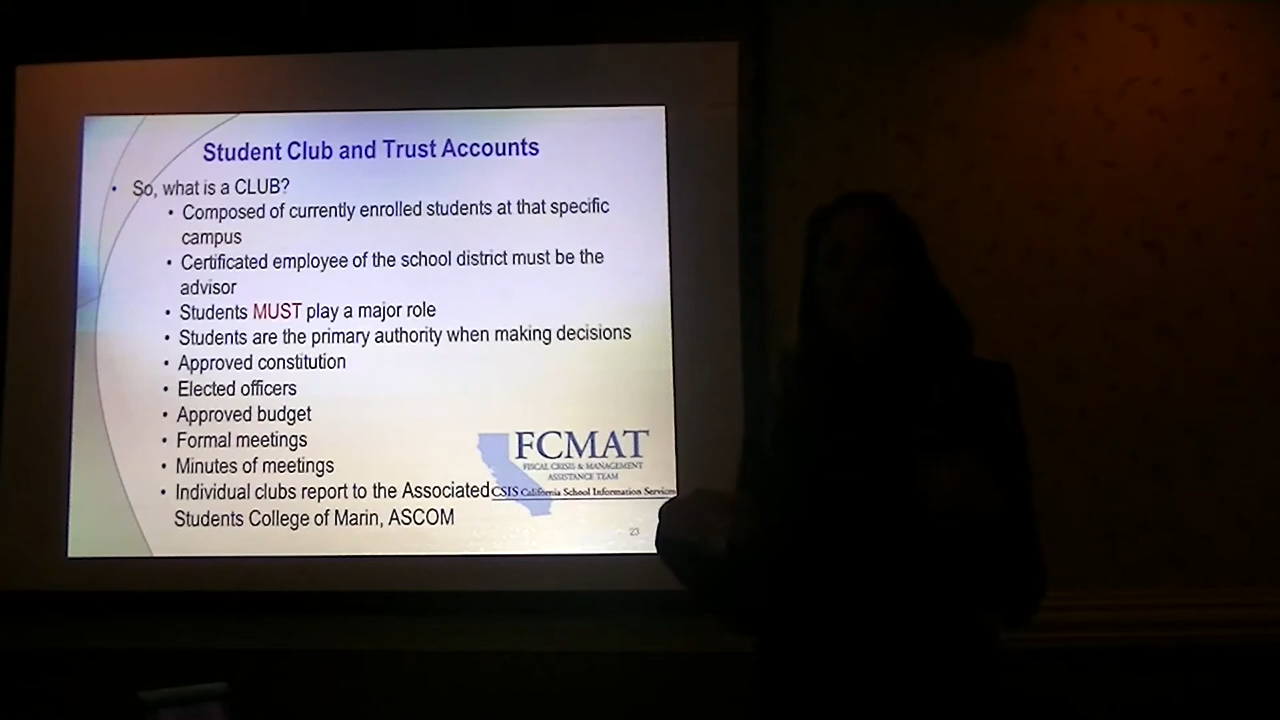 Student Club and Trust Accounts
• So, what is a CLUB?
• Composed of currently enrolled students at that specific
campus
• Certificated employee of the school district must be the
advisor
• Students MUST play a major role
• Students are the primary authority when making decisions
• Approved constitution
• Elected officers
• Approved budget
• Formal meetings
• Minutes of meetings
• Individual clubs report to the Associated
Students College of Marin, ASCOM
FCMAT
FISCAL CRISIS & MANAGEMENT
ASSISTANCE TEAM
CSIS California School Information Services
23